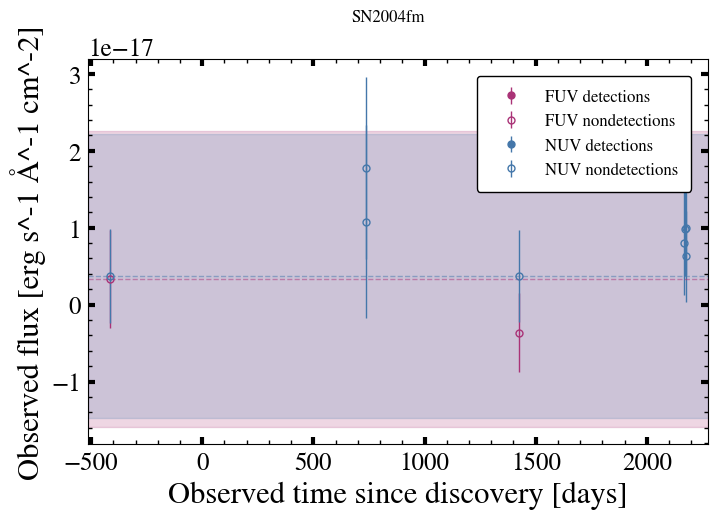 SN2004fm
1e−17
3
2
1
0
−1
−500
0
500
1000
1500
2000
Observed flux [erg s^-1 Å^-1 cm^-2]
Observed time since discovery [days]
FUV detections
FUV nondetections
NUV detections
NUV nondetections